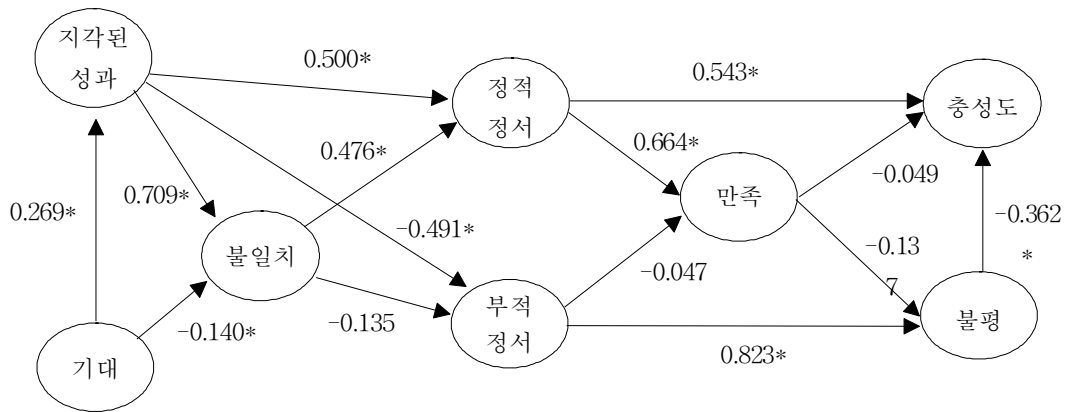 지각된
성과
0.500*
정적
정서
0.543*
충성도
0.476*
0.664*
만족
-0.049
0.269*
0.709*
-0.491*
-0.362
*
불일치
-0.13
7
-0.047
부적
정서
불평
-0.140*
-0.135
0.823*
기대